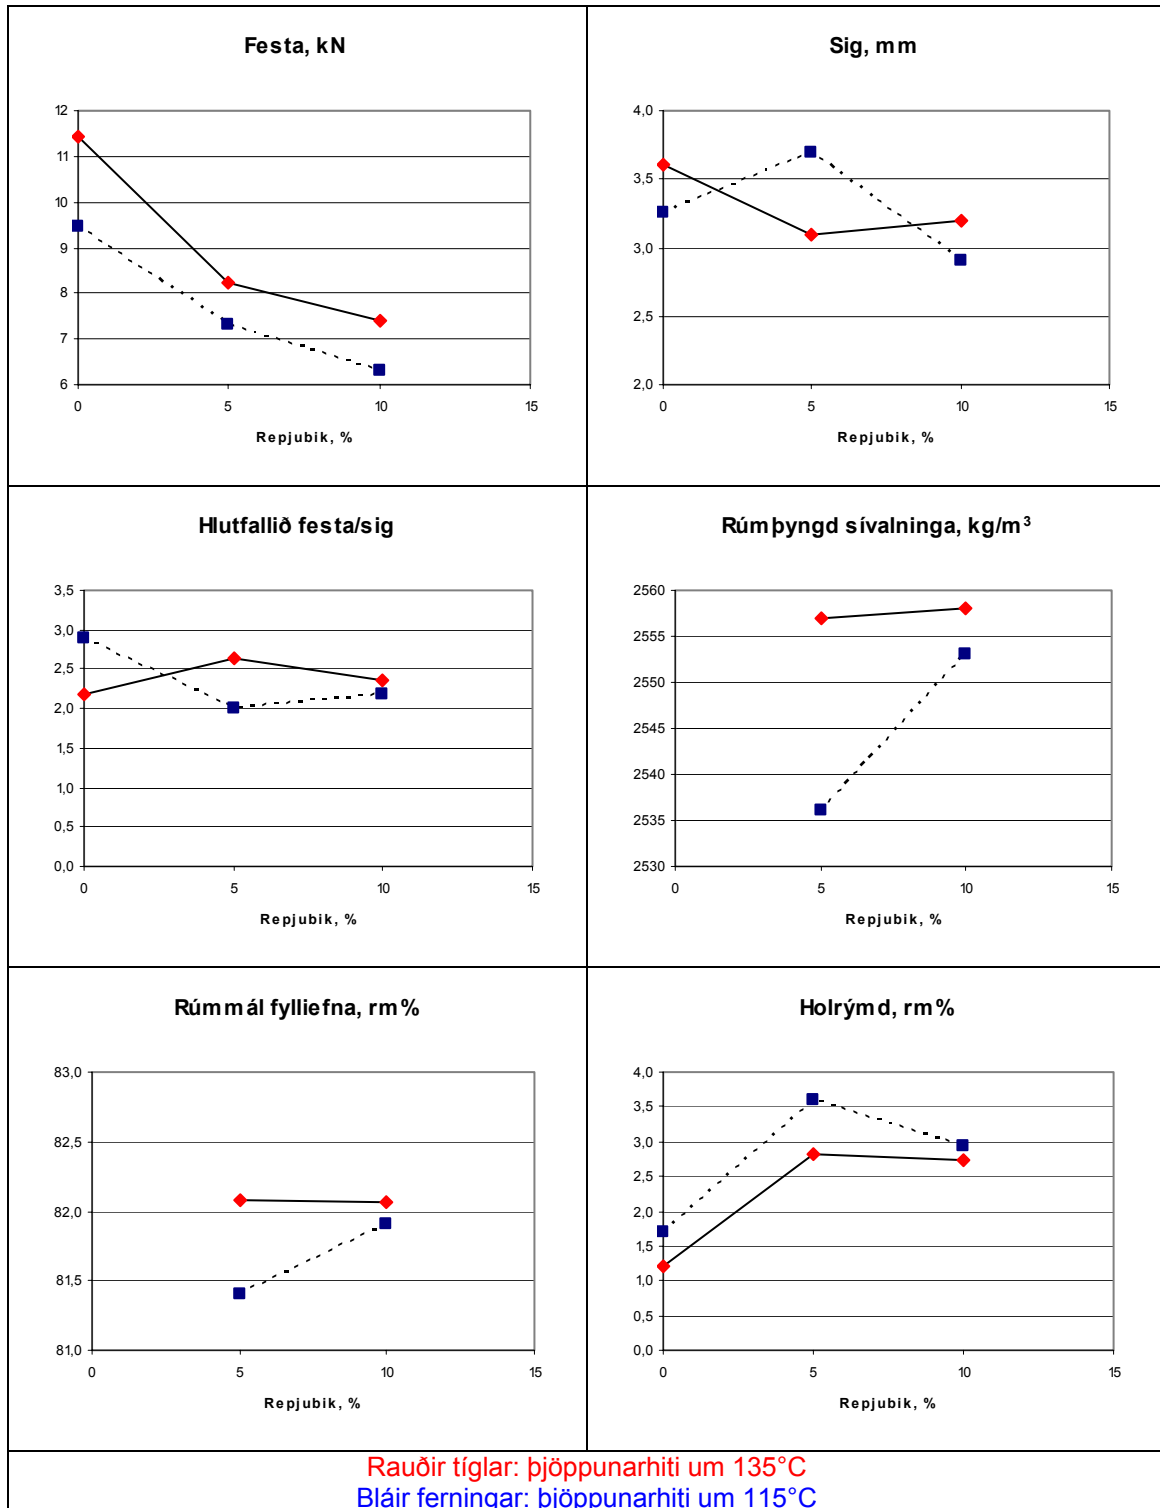 Festa, kN
12
11
10
9
8
7
6
0 5 10 15
Repjubik, %
Sig, mm
4,0
3,5
3,0
2,5
2,0
0 5 10 15
Repjubik, %
Hlutfallið festa/sig
3,5
3,0
2,5
2,0
1,5
1,0
0,5
0,0
0 5 10 15
Repjubik, %
Rúmþyngd sívalninga, kg/m³
2560
2555
2550
2545
2540
2535
2530
0 5 10 15
Repjubik, %
Rúmmál fylliefna, rm%
83,0
82,5
82,0
81,5
81,0
0 5 10 15
Repjubik, %
Holrýmd, rm%
4,0
3,5
3,0
2,5
2,0
1,5
1,0
0,5
0,0
0 5 10 15
Repjubik, %
Rauðir tíglar: þjöppunarhiti um 135°C
Bláir ferningar: þjöppunarhiti um 115°C